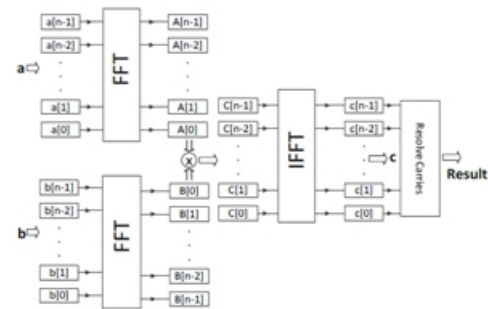 a[n-1]
a[n-2]
a
a[1]
a[0]
FFT
A[n-1]
A[n-2]
A[1]
A[0]
x
b[n-1]
b[n-2]
b
b[1]
b[0]
FFT
B[0]
B[1]
B[n-2]
B[n-1]
C[n-1]
C[n-2]
C[1]
C[0]
IFFT
c[n-1]
c[n-2]
c
c[1]
c[0]
Resolve Carries
Result